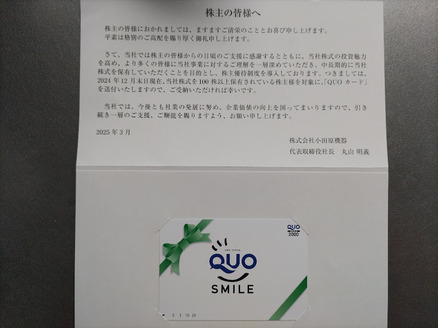 株主の皆様へ
株主の皆様におかれましては、ますますご清栄のこととお喜び申し上げます。
平素は格別のご高配を賜り厚く御礼申し上げます。
さて、当社では株主の皆様からの日頃のご支援に感謝するとともに、当社株式の投資魅力
を高め、より多くの皆様に当社事業に対するご理解を一層深めていただき、中長期的に当社
株式を保有していただくことを目的とし、株主優待制度を導入しております。つきましては、
2024年12月末日現在、当社株式を100株以上保有されている株主様を対象に、「QUOカード」
を送付いたしますので、ご受納いただければ幸いです。
当社では、今後とも社業の発展に努め、企業価値の向上を図ってまいりますので、引き
続き一層のご支援、ご鞭撻を賜りますよう、お願い申し上げます。
2025年3月
株式会社小田原機器
代表取締役社長 丸山 明義
QUO
QUO
SMILE